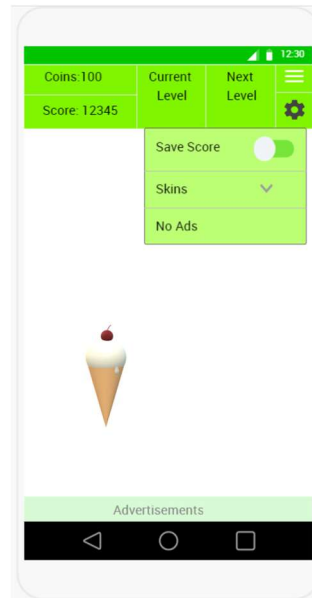 12:30
Coins:100
Current
Level
Next
Level
Score: 12345
Save Score
Skins
No Ads
Advertisements